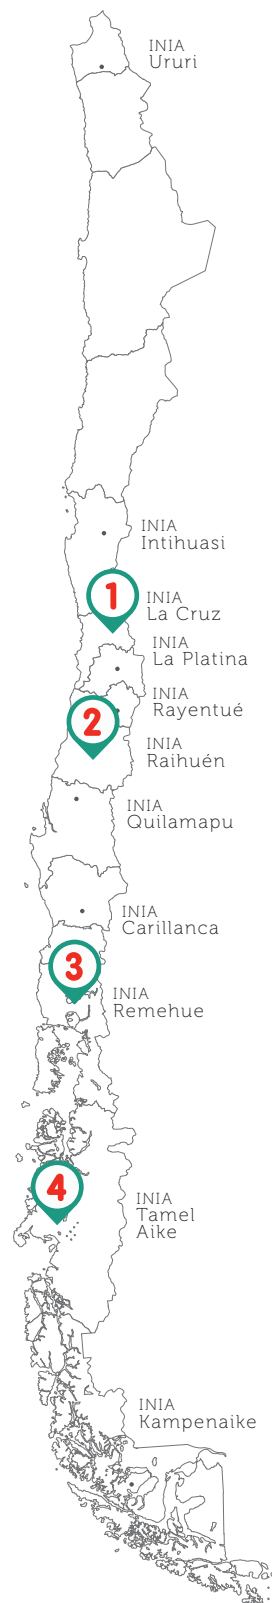 INIA
Ururi
INIA
Intihuasi
1
INIA
La Cruz
INIA
La Platina
INIA
Rayentué
2
INIA
Raihuén
INIA
Quilamapu
INIA
Carillanca
3
INIA
Remehue
4
INIA
Tamel
Aike
INIA
Kampenaike